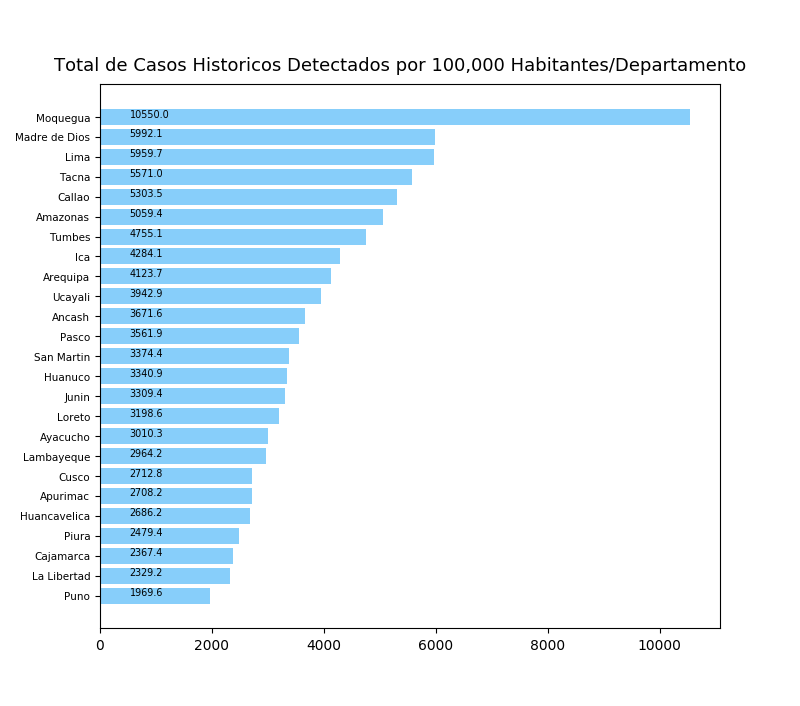 Total de Casos Historicos Detectados por 100,000 Habitantes/Departamento
Moquegua 10550.0
Madre de Dios 5992.1
Lima 5959.7
Tacna 5571.0
Callao 5303.5
Amazonas 5059.4
Tumbes 4755.1
Ica 4284.1
Arequipa 4123.7
Ucayali 3942.9
Ancash 3671.6
Pasco 3561.9
San Martin 3374.4
Huanuco 3340.9
Junin 3309.4
Loreto 3198.6
Ayacucho 3010.3
Lambayeque 2964.2
Cusco 2712.8
Apurimac 2708.2
Huancavelica 2686.2
Piura 2479.4
Cajamarca 2367.4
La Libertad 2329.2
Puno 1969.6
0 2000 4000 6000 8000 10000